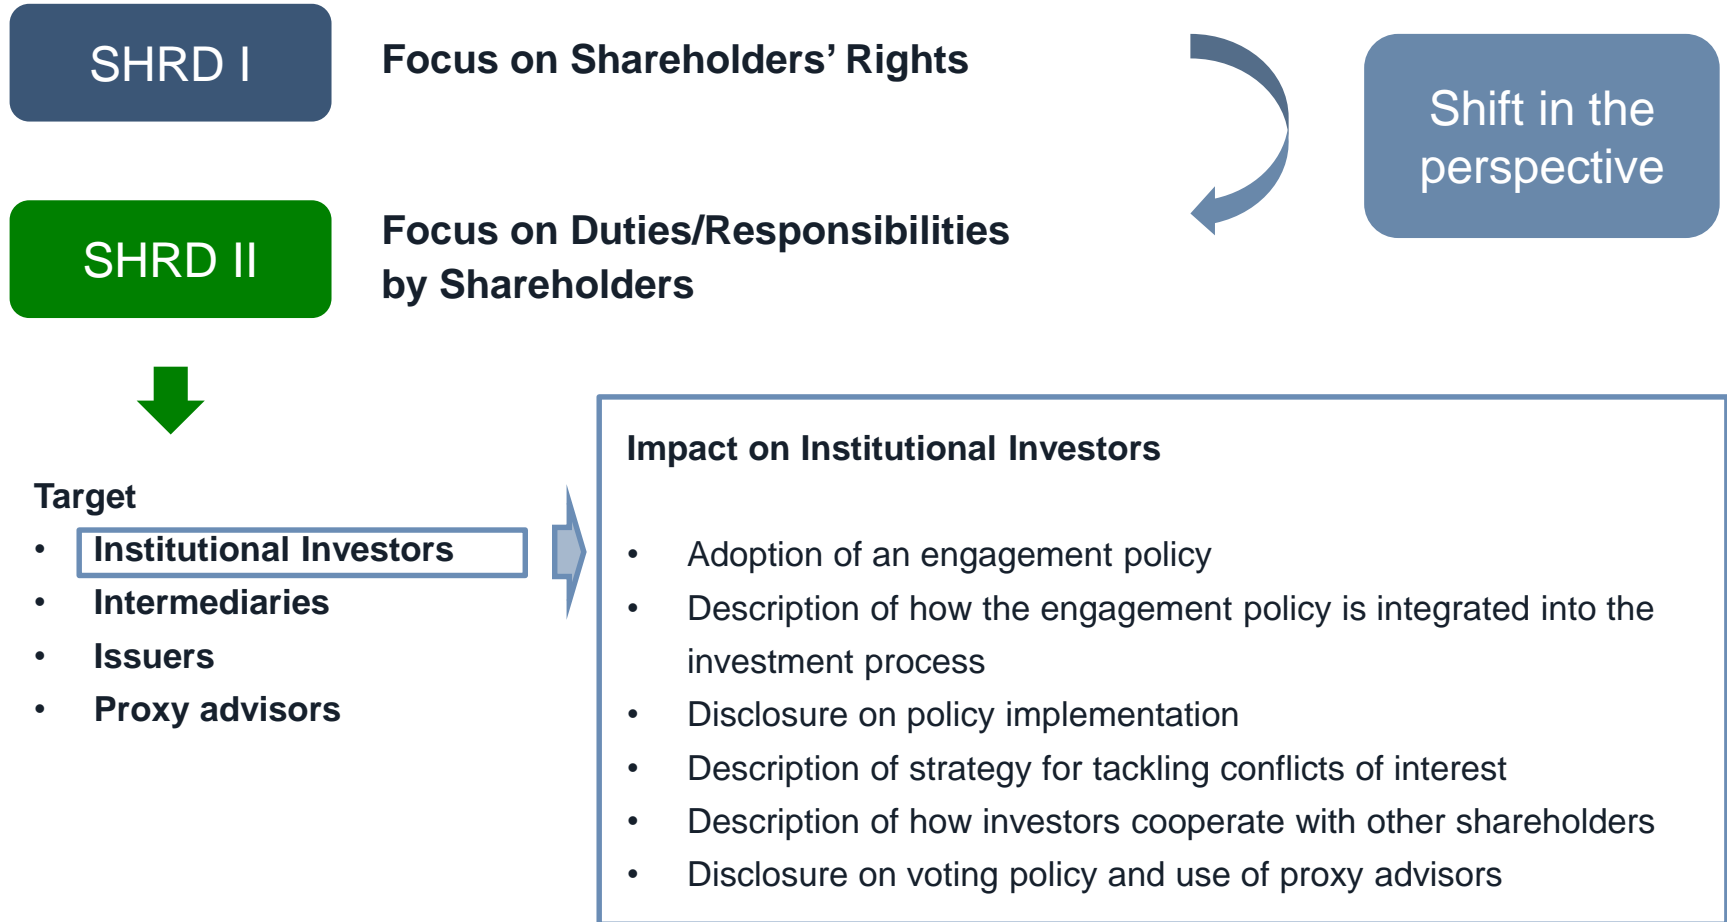 SHRD I
Focus on Shareholders’ Rights
Shift in the
perspective
SHRD II
Focus on Duties/Responsibilities
by Shareholders
Target
• Institutional Investors
• Intermediaries
• Issuers
• Proxy advisors
Impact on Institutional Investors
• Adoption of an engagement policy
• Description of how the engagement policy is integrated into the
investment process
• Disclosure on policy implementation
• Description of strategy for tackling conflicts of interest
• Description of how investors cooperate with other shareholders
• Disclosure on voting policy and use of proxy advisors